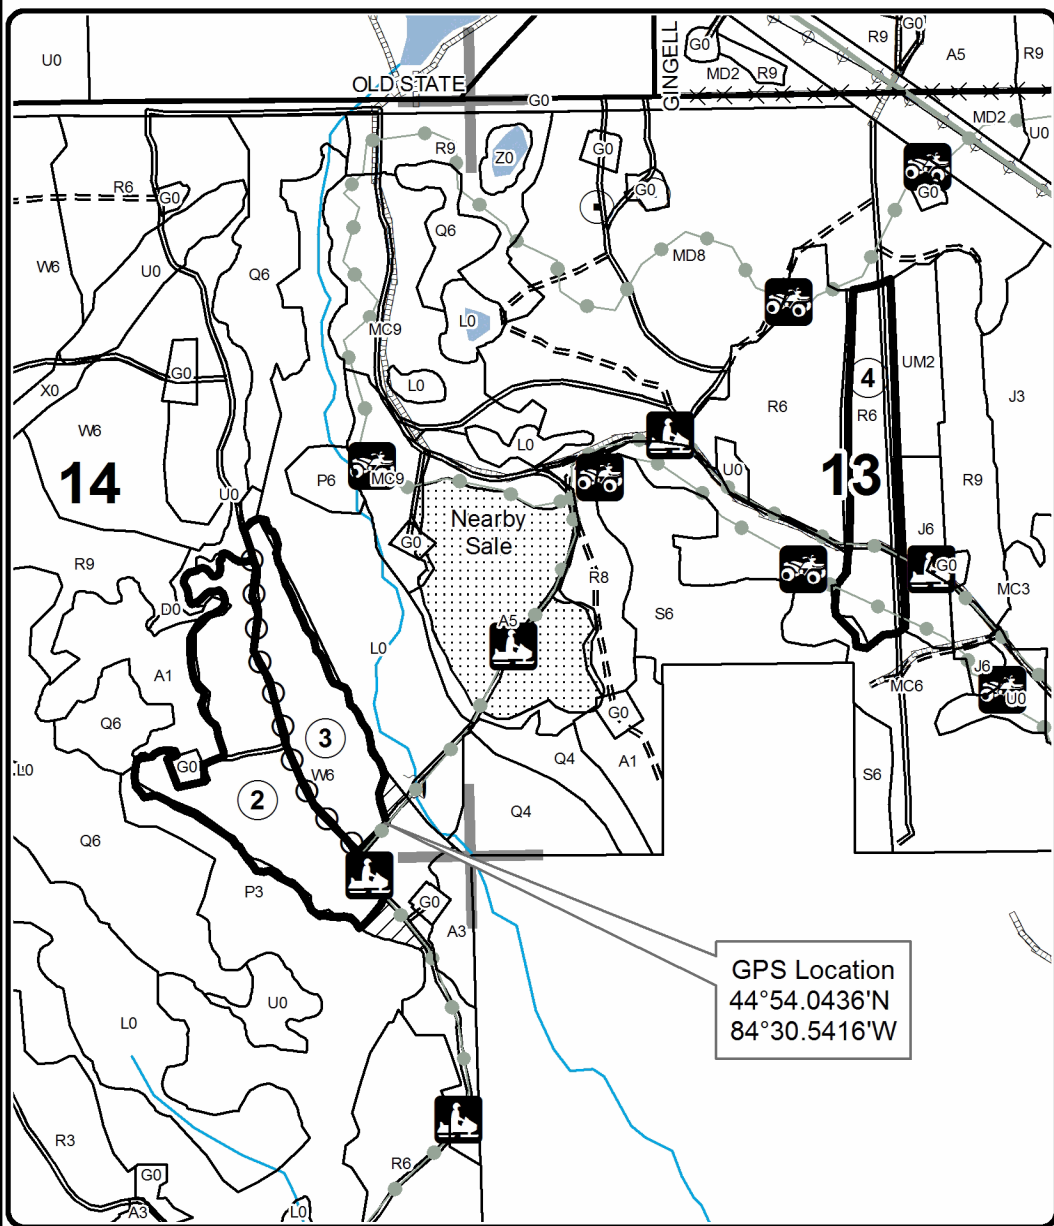 U0
OLD STATE
G0
GINGELL
G0
MD2
R9
R9
G0
A5
R9
MD2
U0
R9
Z0
G0
G0
G0
R6
G0
W6
U0
Q6
Q6
MD8
MC9
L0
L0
X0
G0
W6
14
U0
P6
MC9
L0
U0
R6
4
R6
UM2
J3
13
R9
J6
G0
MC3
Nearby
Sale
G0
R8
R9
D0
A5
S6
L0
A1
Q6
J6
U0
MC6
G0
A1
Q4
Q4
S6
3
W6
2
G0
L0
Q6
P3
G0
A3
GPS Location
44°54.0436'N
84°30.5416'W
U0
L0
R3
G0
A3
L0
R6